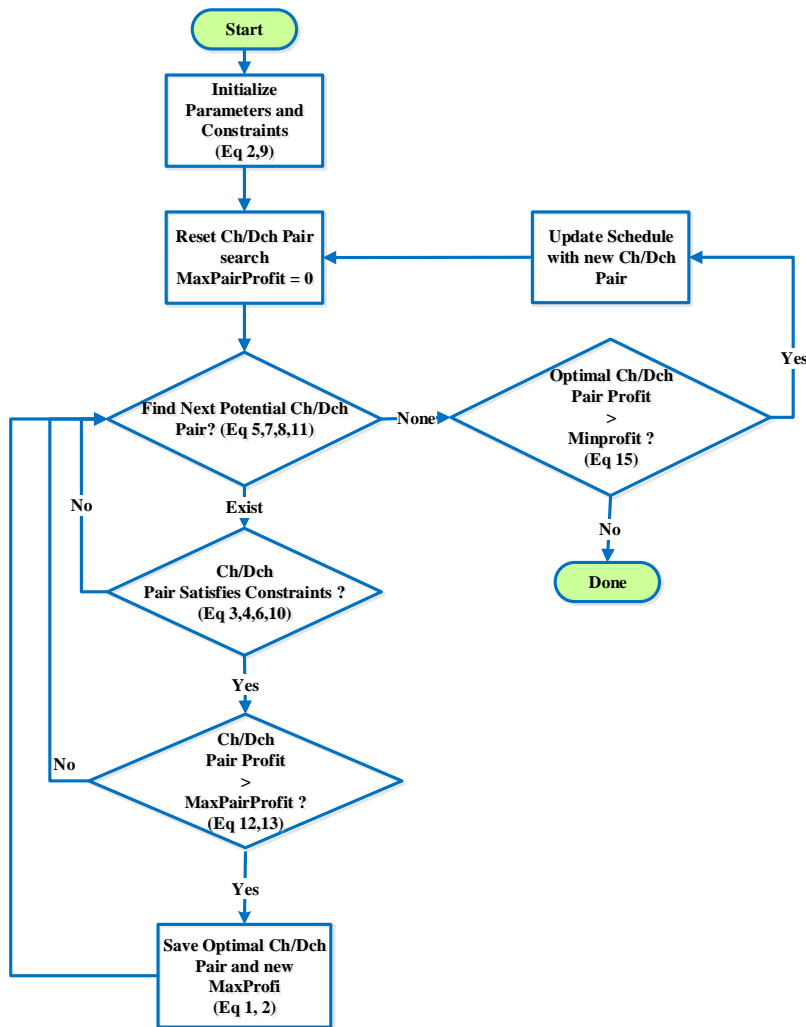 Start
Initialize
Parameters and
Constraints
(Eq 2,9)
Reset Ch/Dch Pair
search
MaxPairProfit = 0
Update Schedule
with new Ch/Dch
Pair
Yes
Find Next Potential Ch/Dch
Pair? (Eq 5,7,8,11)
None
Optimal Ch/Dch
Pair Profit
>
Minprofit ?
(Eq 15)
No
Exist
No
Done
Ch/Dch
Pair Satisfies Constraints ?
(Eq 3,4,6,10)
Yes
No
Ch/Dch
Pair Profit
>
MaxPairProfit ?
(Eq 12,13)
Yes
Save Optimal Ch/Dch
Pair and new
MaxProfi
(Eq 1, 2)